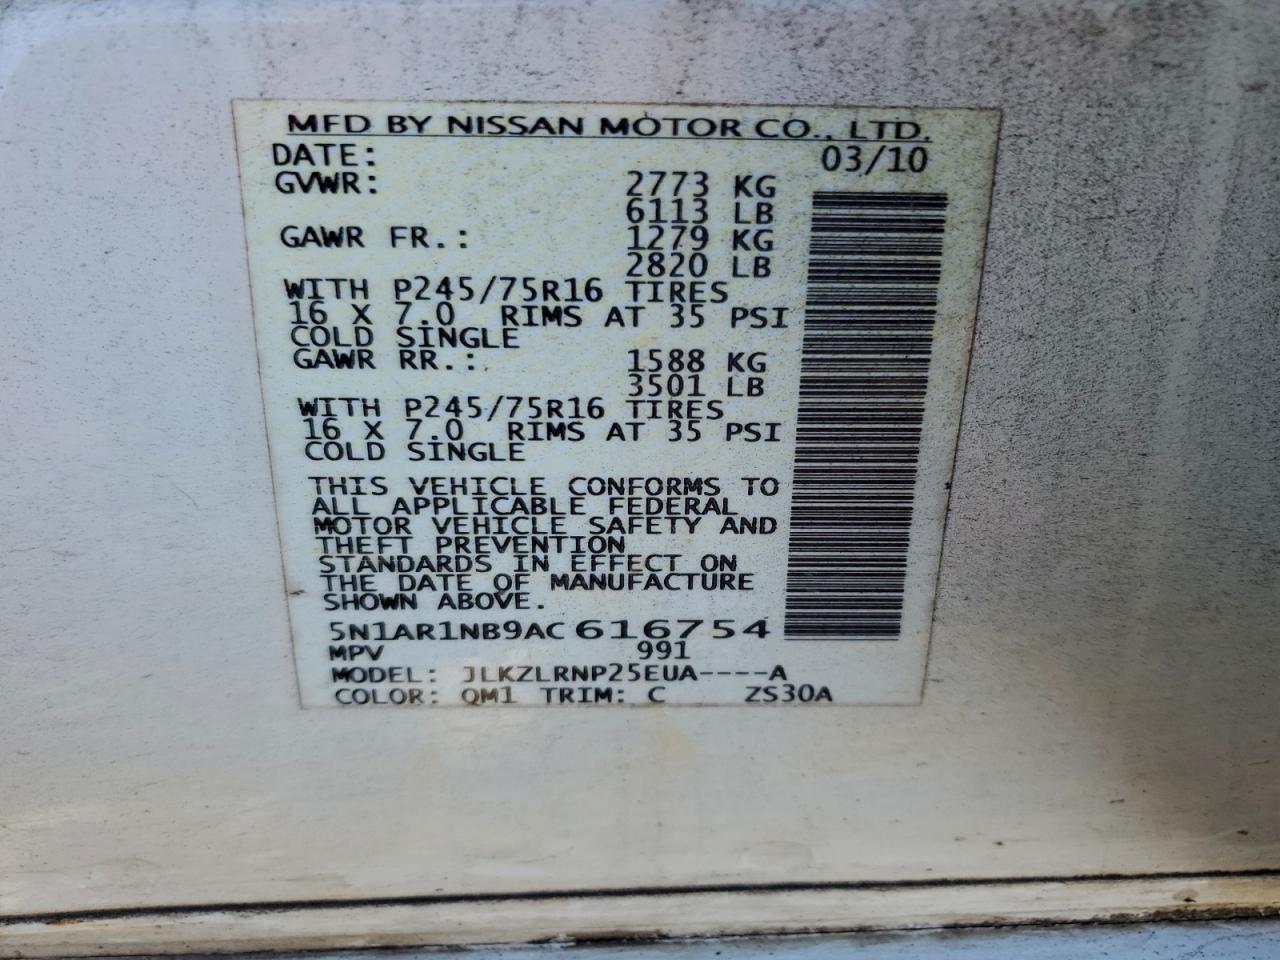 MFD BY NISSAN MOTOR CO., LTD.
DATE: 03/10
GVWR: 2773 KG
6113 LB
GAWR FR.: 1279 KG
2820 LB
WITH P245/75R16 TIRES
16 X 7.0 RIMS AT 35 PSI
COLD SINGLE
GAWR RR.: 1588 KG
3501 LB
WITH P245/75R16 TIRES
16 X 7.0 RIMS AT 35 PSI
COLD SINGLE
THIS VEHICLE CONFORMS TO
ALL APPLICABLE FEDERAL
MOTOR VEHICLE SAFETY AND
THEFT PREVENTION
STANDARDS IN EFFECT ON
THE DATE OF MANUFACTURE
SHOWN ABOVE.
5N1AR1NB9AC616754
MPV 991
MODEL: JLKZLRNP25EUA----A
COLOR: QM1 TRIM: C ZS30A